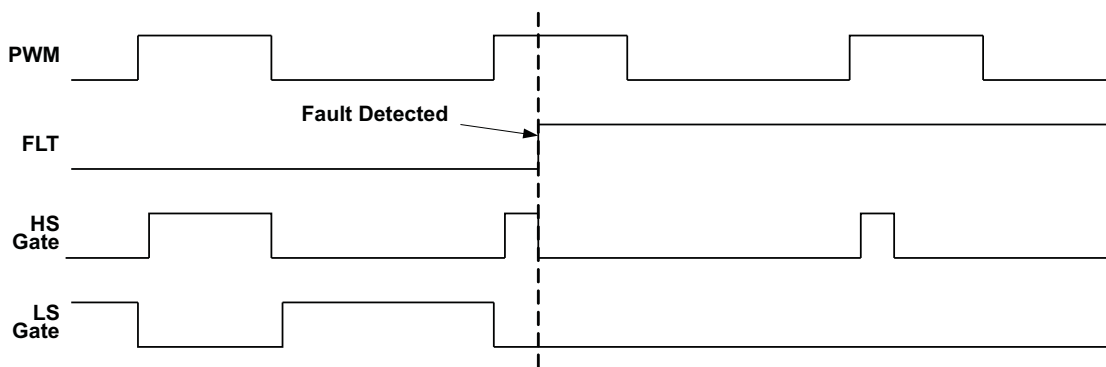 PWM
Fault Detected
FLT
HS
Gate
LS
Gate